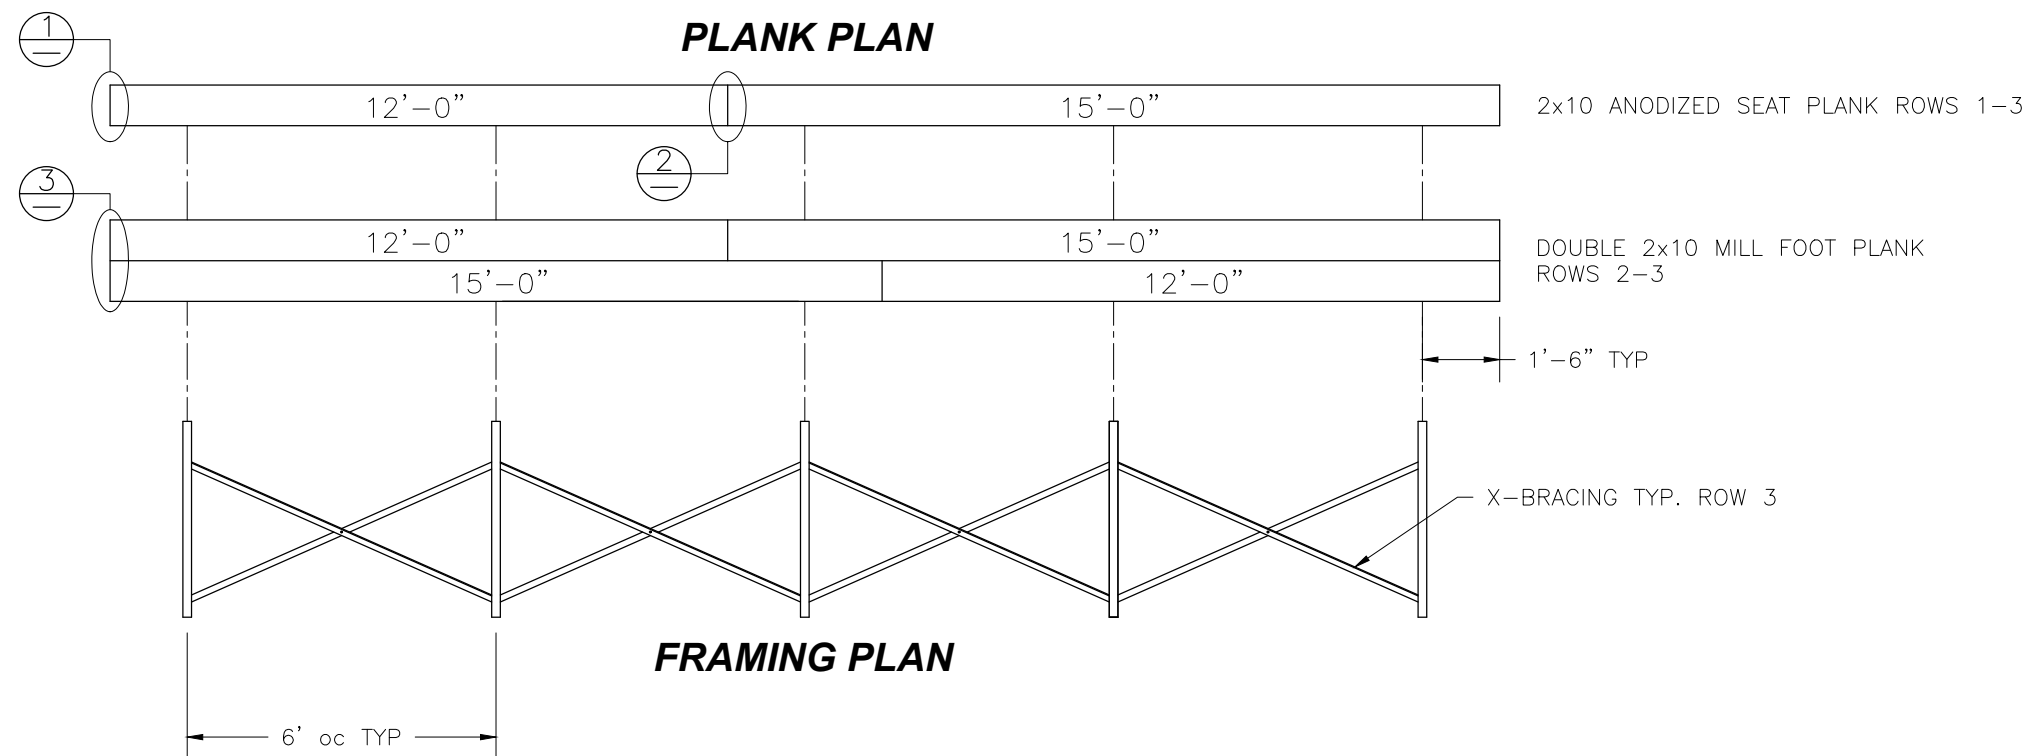 1
PLANK PLAN
12'-0"
15'-0"
2x10 ANODIZED SEAT PLANK ROWS 1-3
2
3
12'-0"
15'-0"
DOUBLE 2x10 MILL FOOT PLANK
ROWS 2-3
15'-0"
12'-0"
1'-6" TYP
X-BRACING TYP. ROW 3
FRAMING PLAN
6' oc TYP